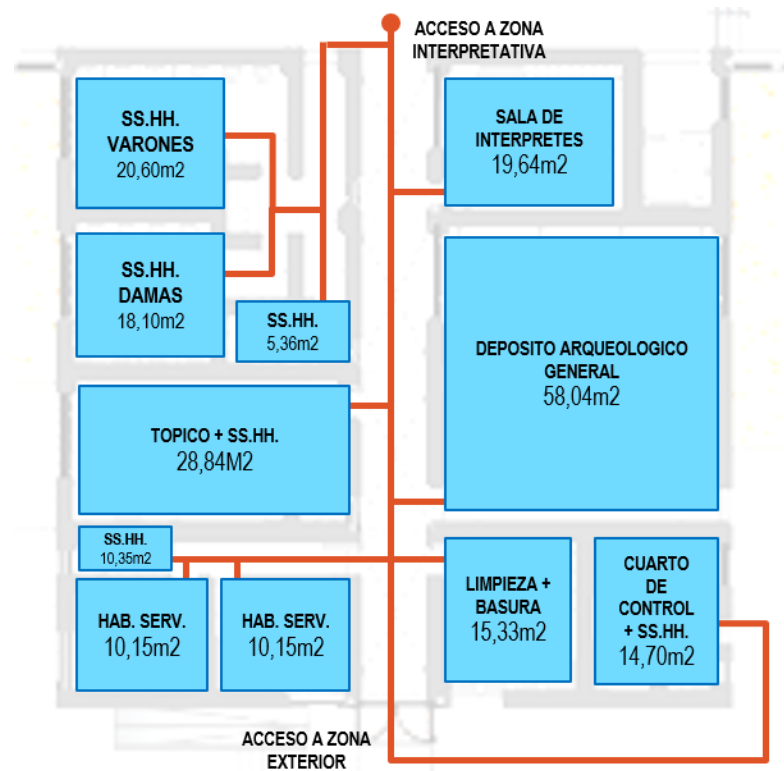 ACCESO A ZONA
INTERPRETATIVA
SS.HH.
VARONES
20,60m2
SALA DE
INTERPRETES
19,64m2
SS.HH.
DAMAS
18,10m2
SS.HH.
5,36m2
DEPOSITO ARQUEOLOGICO
GENERAL
58,04m2
TOPICO + SS.HH.
28,84M2
SS.HH.
10,35m2
HAB. SERV.
10,15m2
HAB. SERV.
10,15m2
LIMPIEZA +
BASURA
15,33m2
CUARTO
DE
CONTROL
+ SS.HH.
14,70m2
ACCESO A ZONA
EXTERIOR